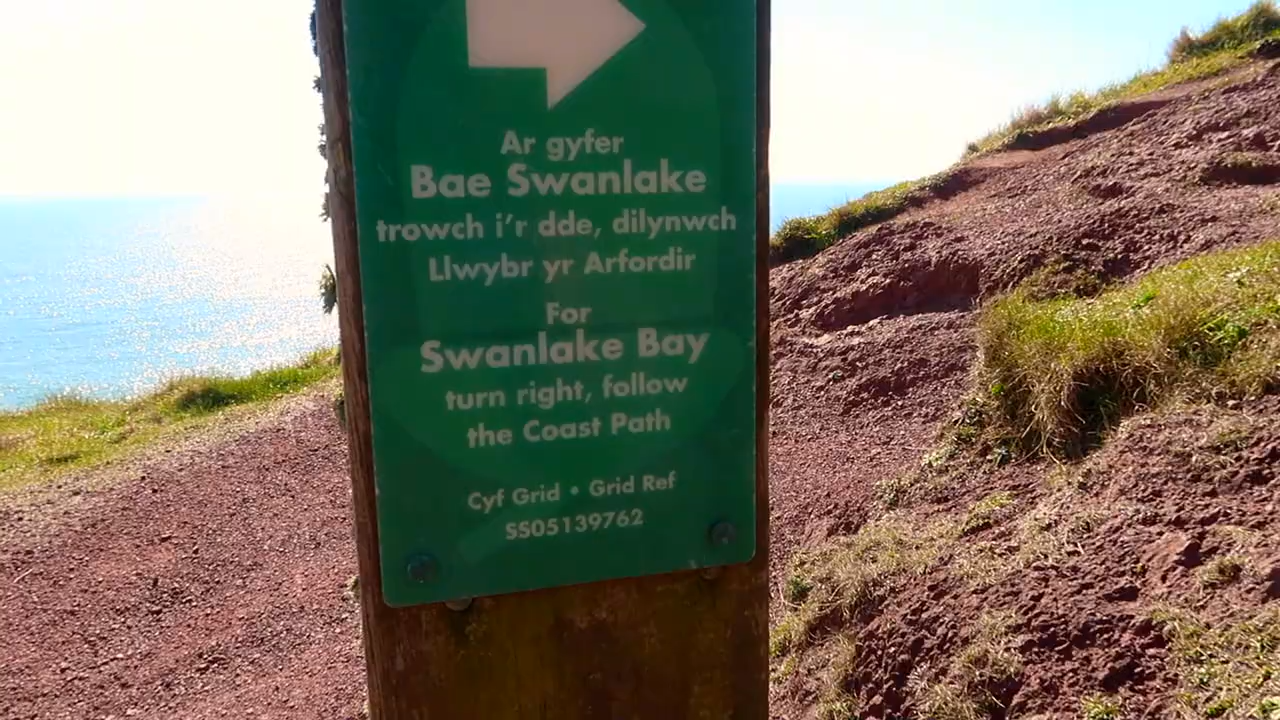 Ar gyfer
Bae Swanlake
trowch i'r dde, dilynwch
Llwybr yr Arfordir
For
Swanlake Bay
turn right, follow
the Coast Path
Cyf Grid • Grid Ref
SS05139762